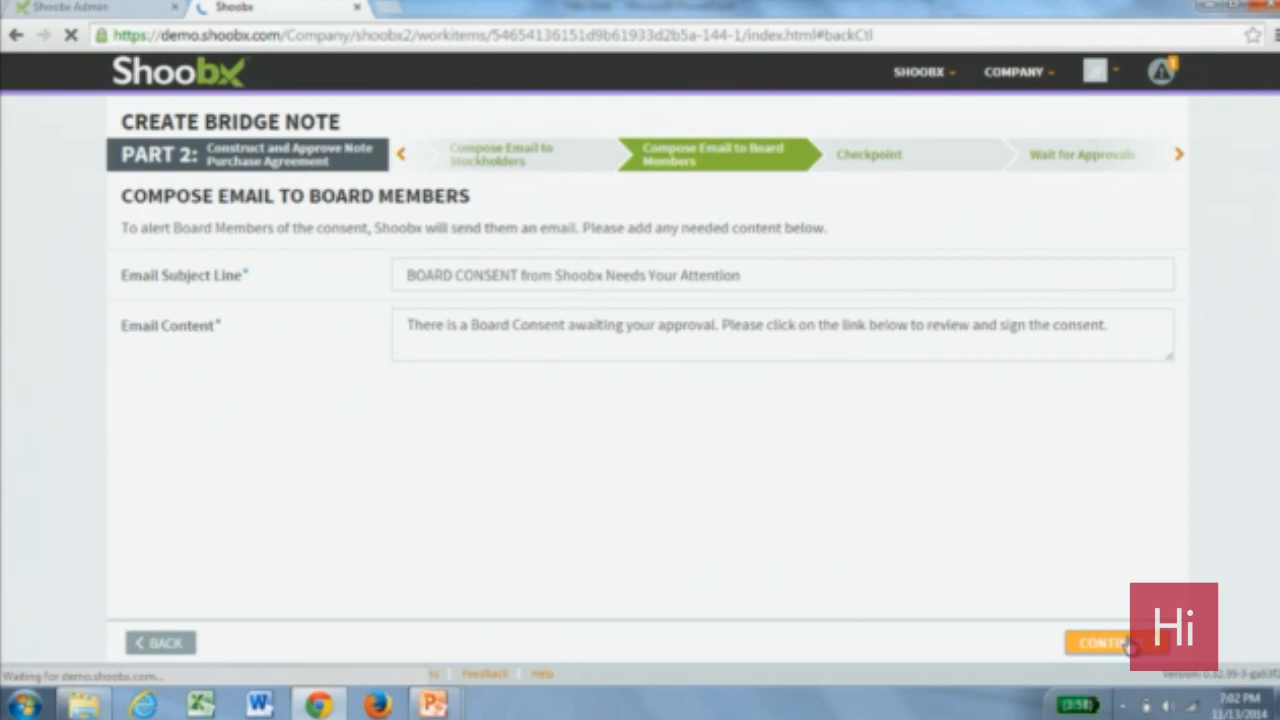 Shoobx Admin
Shoobx
https://demo.shoobx.com/Company/shoobx2/workitems/54654136151d9b61933d2b5a-144-1/index.html#backCtl
Shoobx
SHOOBX
COMPANY
CREATE BRIDGE NOTE
PART 2:
Construct and Approve Note
Purchase Agreement
Compose Email to
Stockholders
Compose Email to Board
Members
Checkpoint
Wait for Approvals
COMPOSE EMAIL TO BOARD MEMBERS
To alert Board Members of the consent, Shoobx will send them an email. Please add any needed content below.
Email Subject Line*
BOARD CONSENT from Shoobx Needs Your Attention
Email Content*
There is a Board Consent awaiting your approval. Please click on the link below to review and sign the consent.
BACK
Hi
Waiting for demo.shoobx.com...
Feedback
Help
(3:58)
7:02 PM
11/13/2014